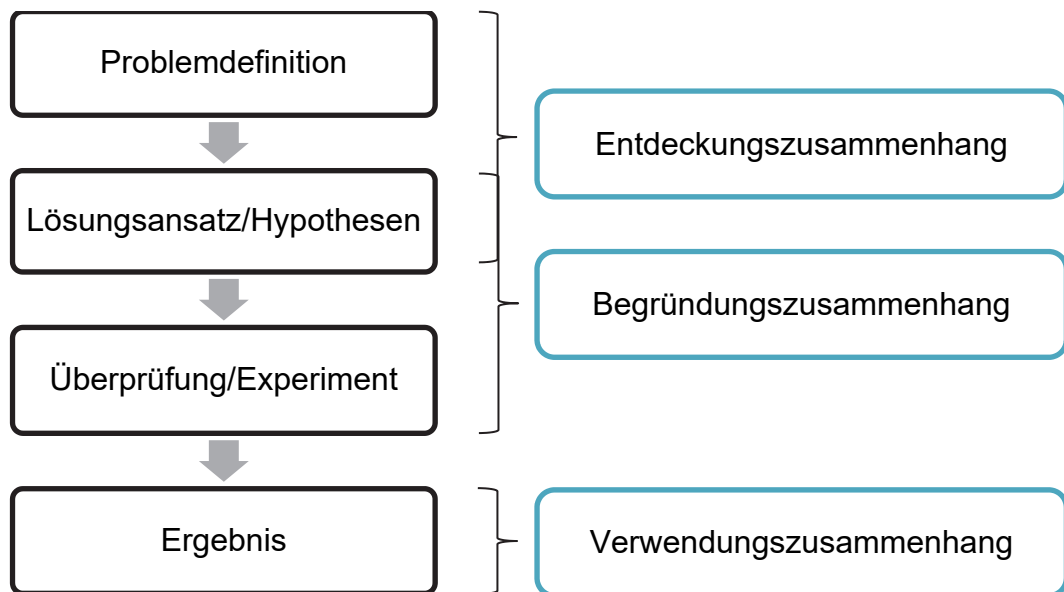 Problemdefinition
Entdeckungszusammenhang
Lösungsansatz/Hypothesen
Begründungszusammenhang
Überprüfung/Experiment
Ergebnis
Verwendungszusammenhang